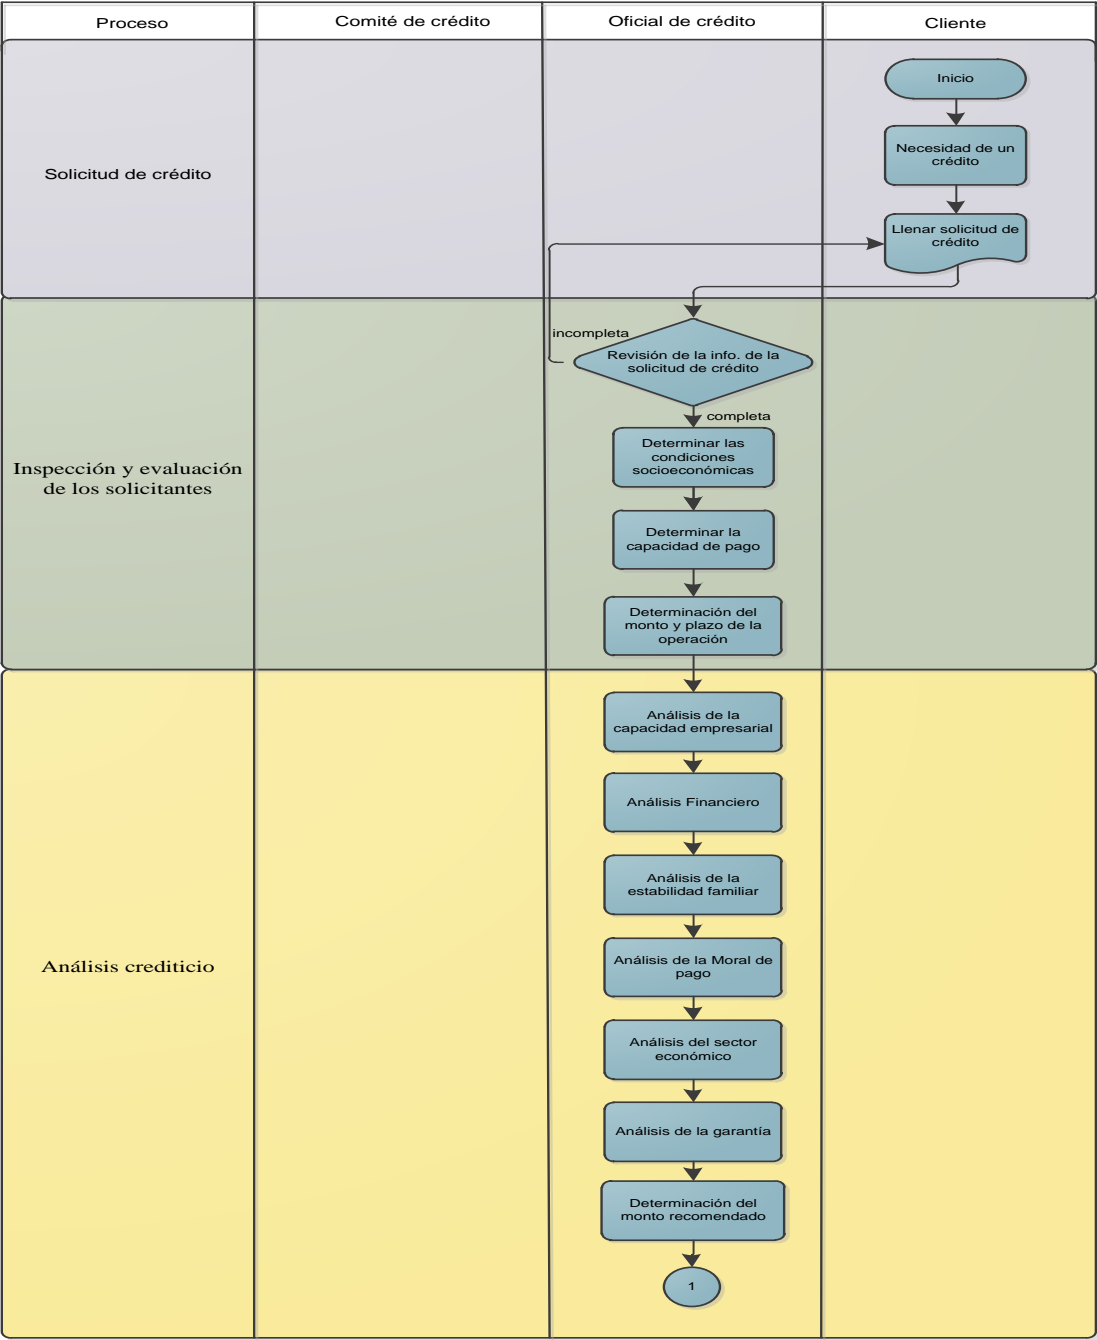 Proceso
Comité de crédito
Oficial de crédito
Cliente
Solicitud de crédito
Inicio
Necesidad de un
crédito
Llenar solicitud de
crédito
Inspección y evaluación
de los solicitantes
incompleta
Revisión de la info. de la
solicitud de crédito
completa
Determinar las
condiciones
socioeconómicas
Determinar la
capacidad de pago
Determinación del
monto y plazo de la
operación
Análisis crediticio
Análisis de la
capacidad empresarial
Análisis Financiero
Análisis de la
estabilidad familiar
Análisis de la Moral de
pago
Análisis del sector
económico
Análisis de la garantía
Determinación del
monto recomendado
1